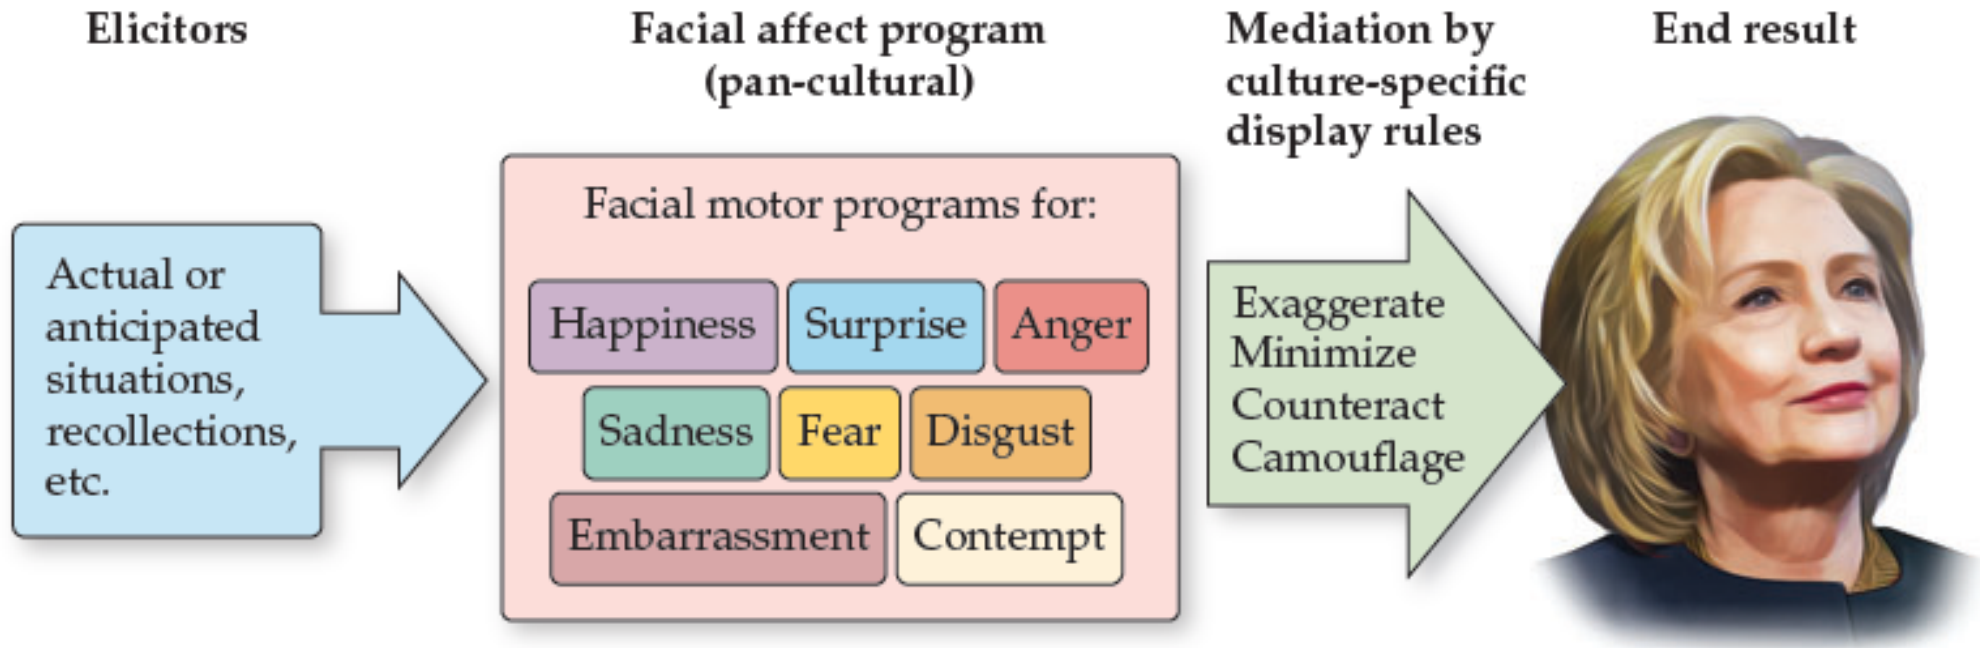 Elicitors
Actual or
anticipated
situations,
recollections,
etc.
Facial affect program
(pan-cultural)
Facial motor programs for:
Happiness Surprise Anger
Sadness Fear Disgust
Embarrassment Contempt
Mediation by
culture-specific
display rules
Exaggerate
Minimize
Counteract
Camouflage
End result